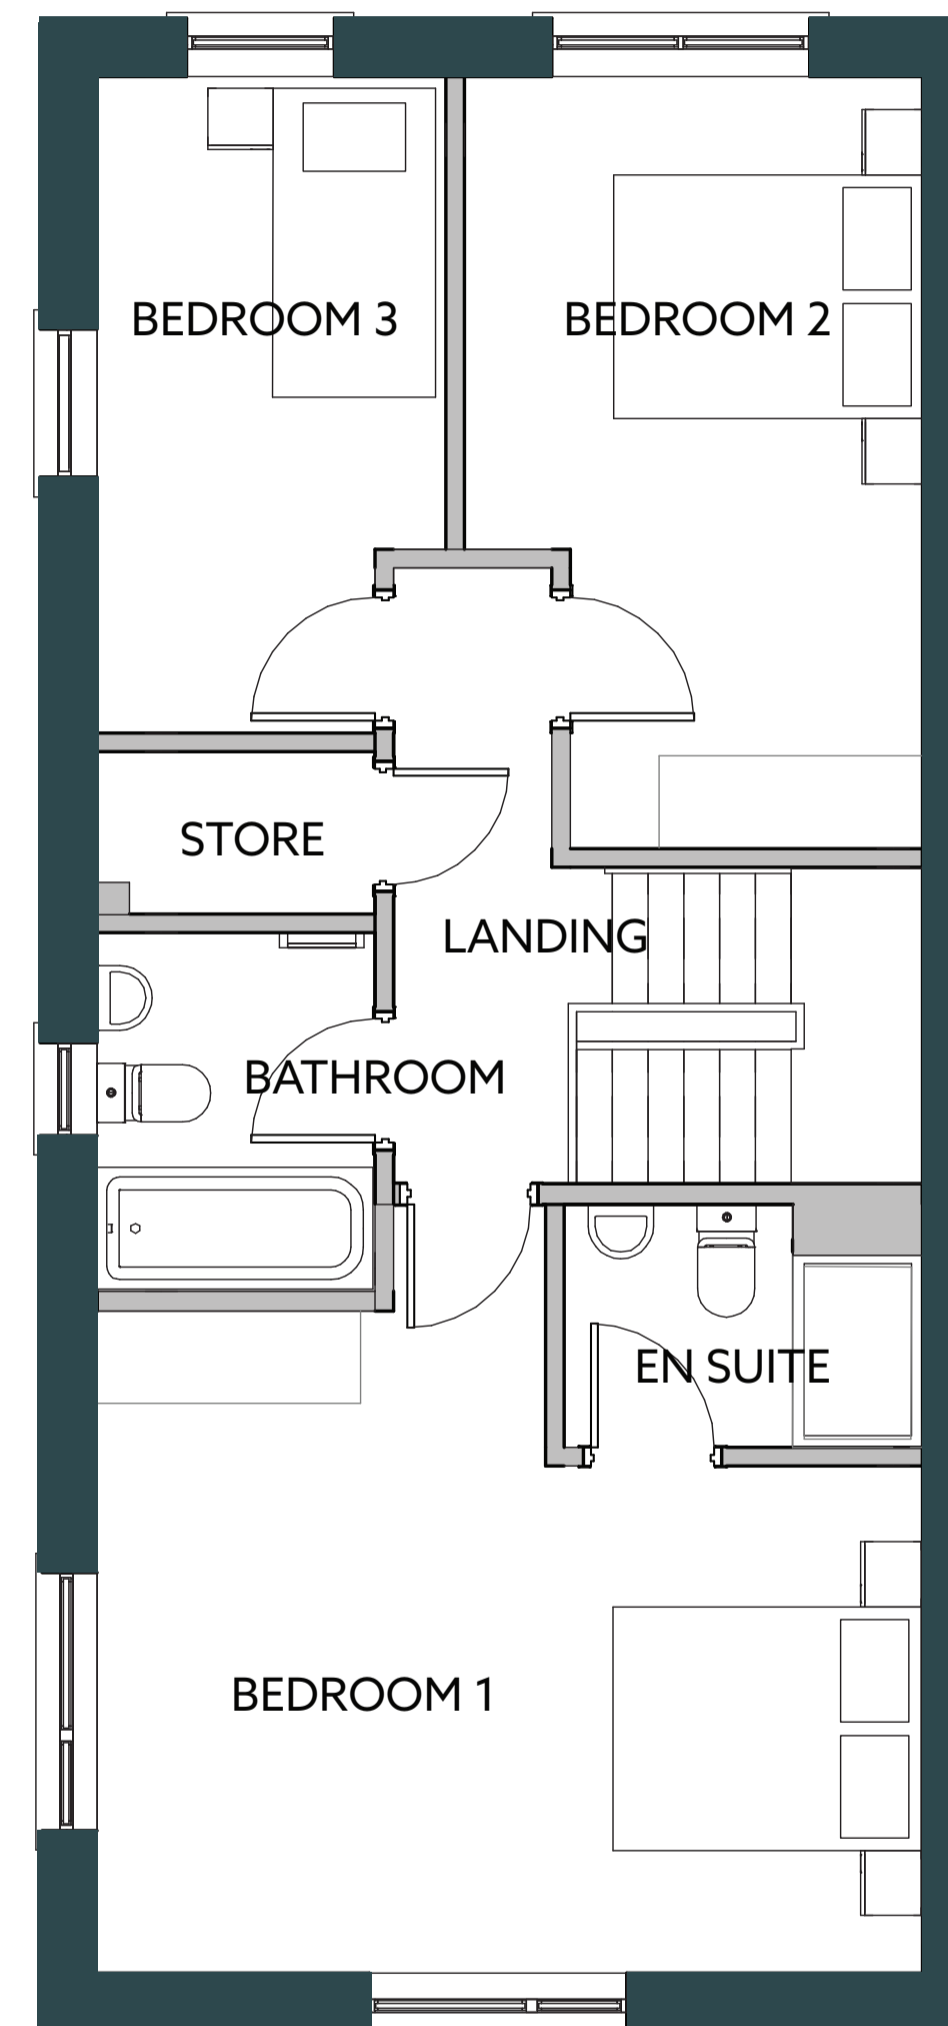 BEDROOM 3
BEDROOM 2
STORE
LANDING
BATHROOM
EN SUITE
BEDROOM 1